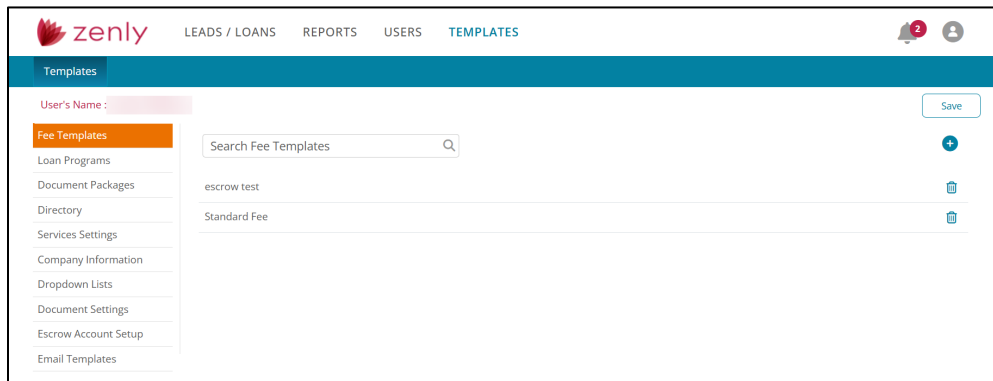 zenly LEADS / LOANS REPORTS USERS TEMPLATES 2
Templates
User's Name :
Save
Fee Templates
Loan Programs
Document Packages
Directory
Services Settings
Company Information
Dropdown Lists
Document Settings
Escrow Account Setup
Email Templates
Search Fee Templates
escrow test
Standard Fee